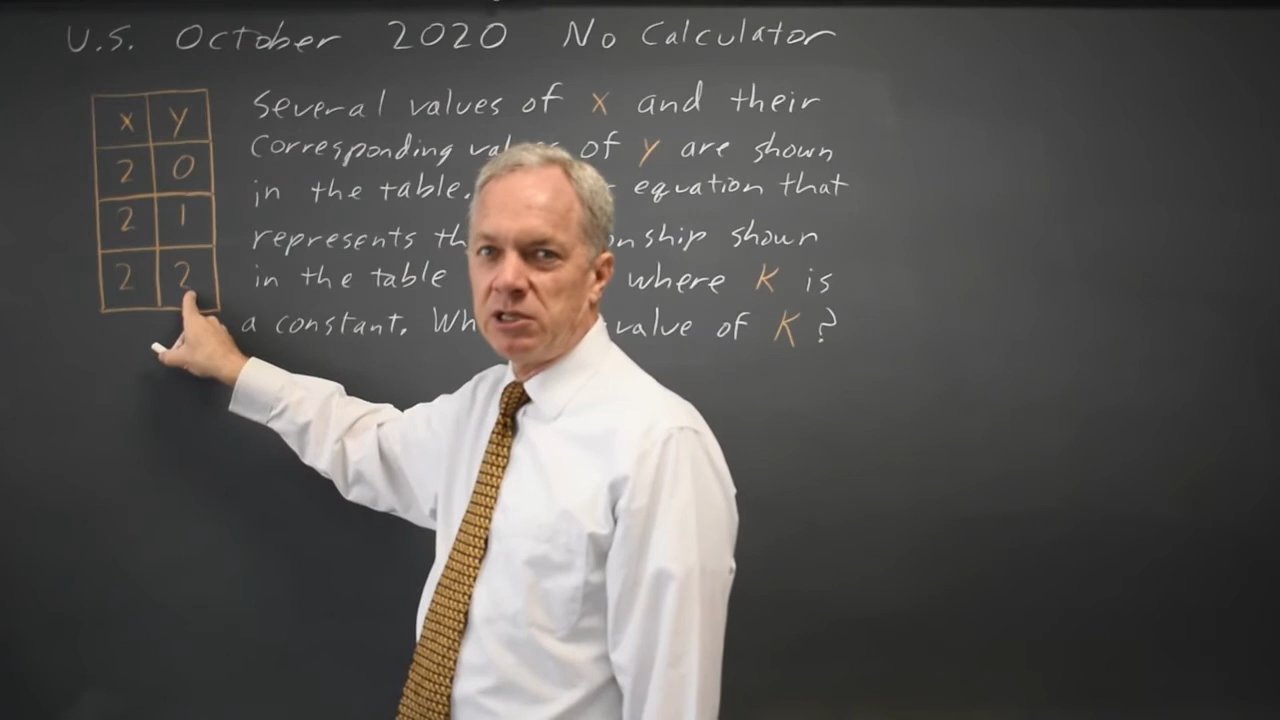 U.S. October 2020 No Calculator
x y
2 0
2 1
2 2
Several values of x and their
corresponding of y are shown
in the table. equation that
represents shown
in the table where K is
a constant. value of K?